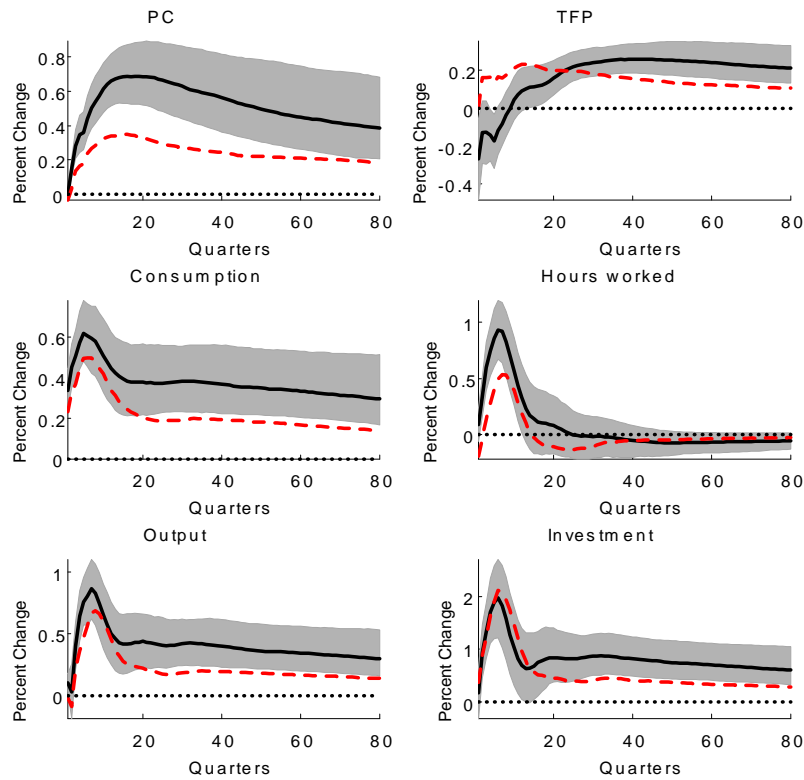 PC
TFP
Percent Change
0.8
0.6
0.4
0.2
0
20
40
60
80
Quarters
Percent Change
0.2
0
-0.2
-0.4
20
40
60
80
Quarters
Consumption
Hours worked
Percent Change
0.6
0.4
0.2
0
20
40
60
80
Quarters
Percent Change
1
0.5
0
20
40
60
80
Quarters
Output
Investment
Percent Change
1
0.5
0
20
40
60
80
Quarters
Percent Change
2
1
0
20
40
60
80
Quarters